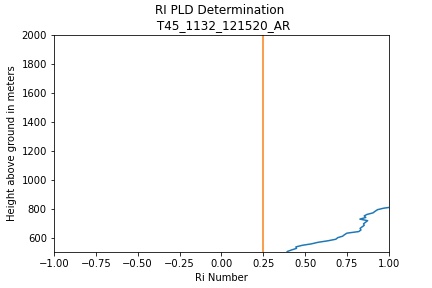 RI PLD Determination
T45_1132_121520_AR
2000
1800
1600
1400
1200
1000
800
600
Height above ground in meters
−1.00 −0.75 −0.50 −0.25 0.00 0.25 0.50 0.75 1.00
Ri Number